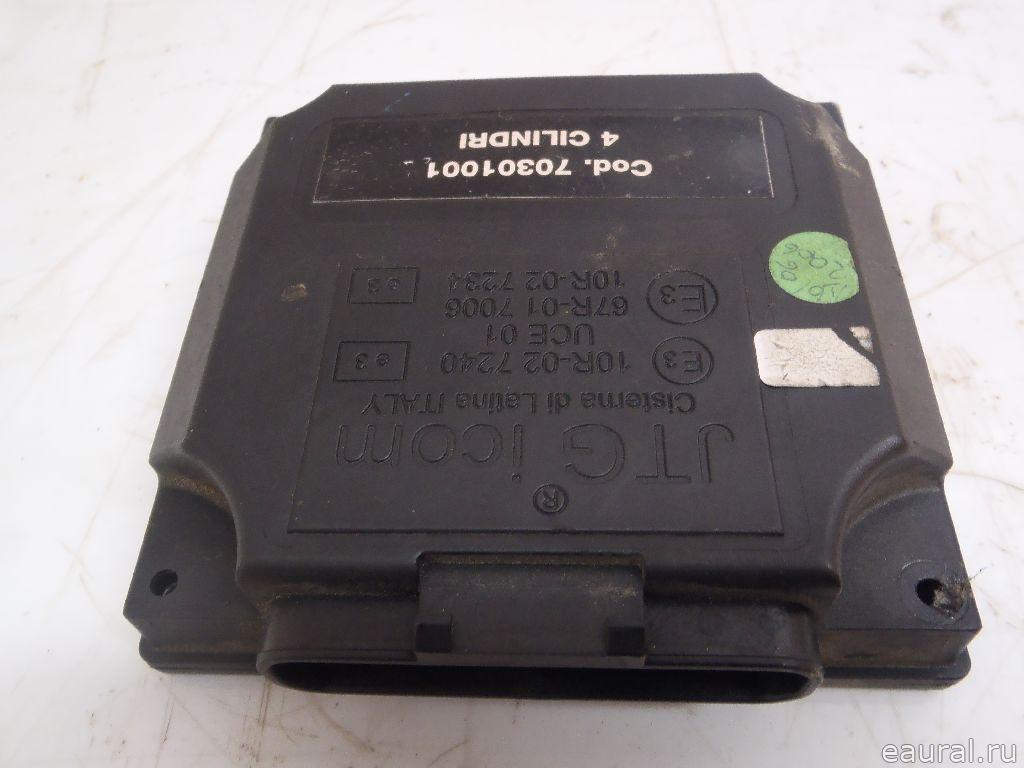 ®
JTG icom
Cisterna di Latina ITALY
E3 10R-02 7240 e3
UCE 01
E3 67R-01 7006 e3
10R-02 7234
Cod. 70301001
4 CILINDRI
eaural.ru